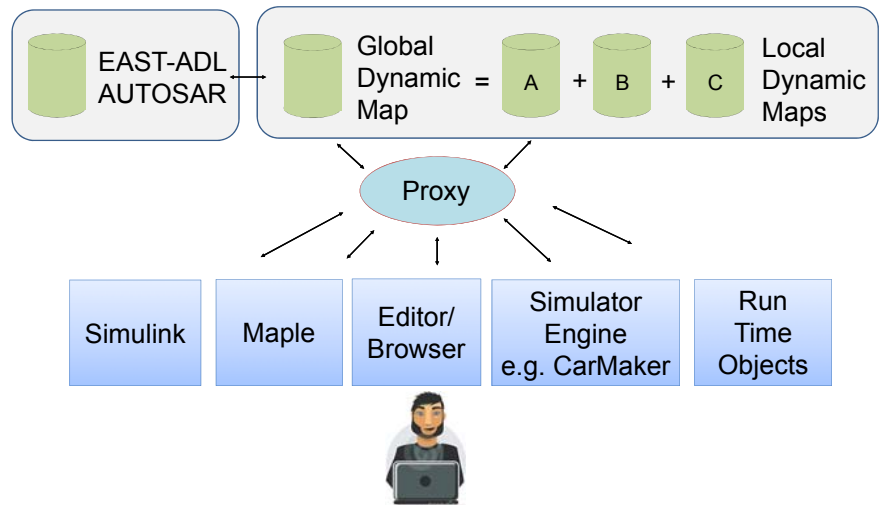 EAST-ADL
AUTOSAR
Global
Dynamic
Map
=
A
+
B
+
C
Local
Dynamic
Maps
Proxy
Simulink
Maple
Editor/
Browser
Simulator
Engine
e.g. CarMaker
Run
Time
Objects